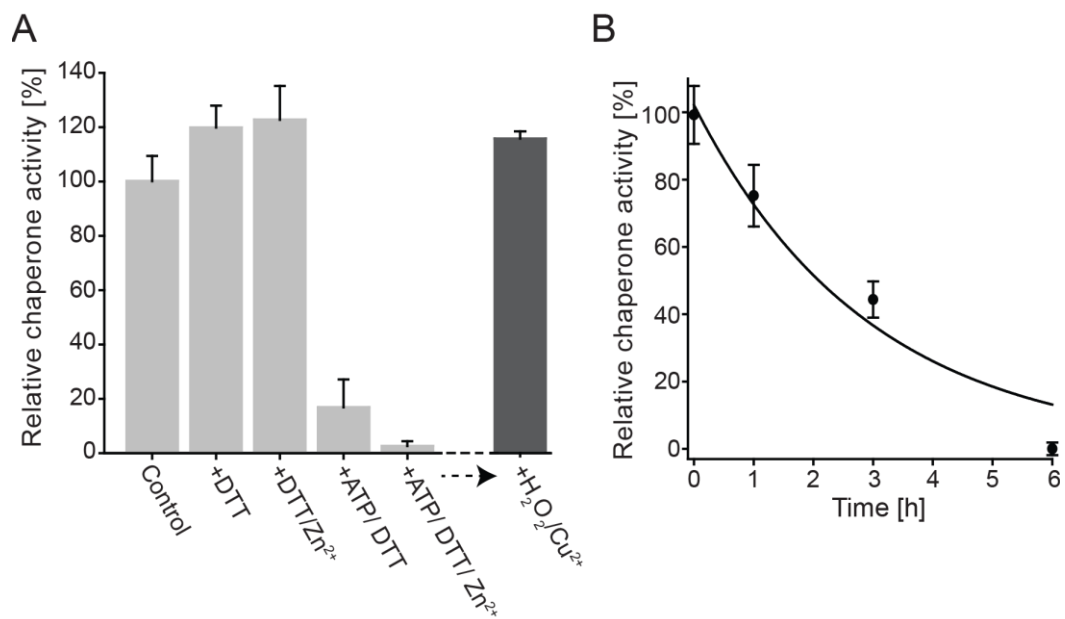 A
Relative chaperone activity [%]
140
120
100
80
60
40
20
0
Control
+DTT
+DTT/Zn²⁺
+ATP/ DTT
+ATP/ DTT/ Zn²⁺
+H₂O₂/Cu²⁺
B
Relative chaperone activity [%]
100
80
60
40
20
0
0 1 2 3 4 5 6
Time [h]